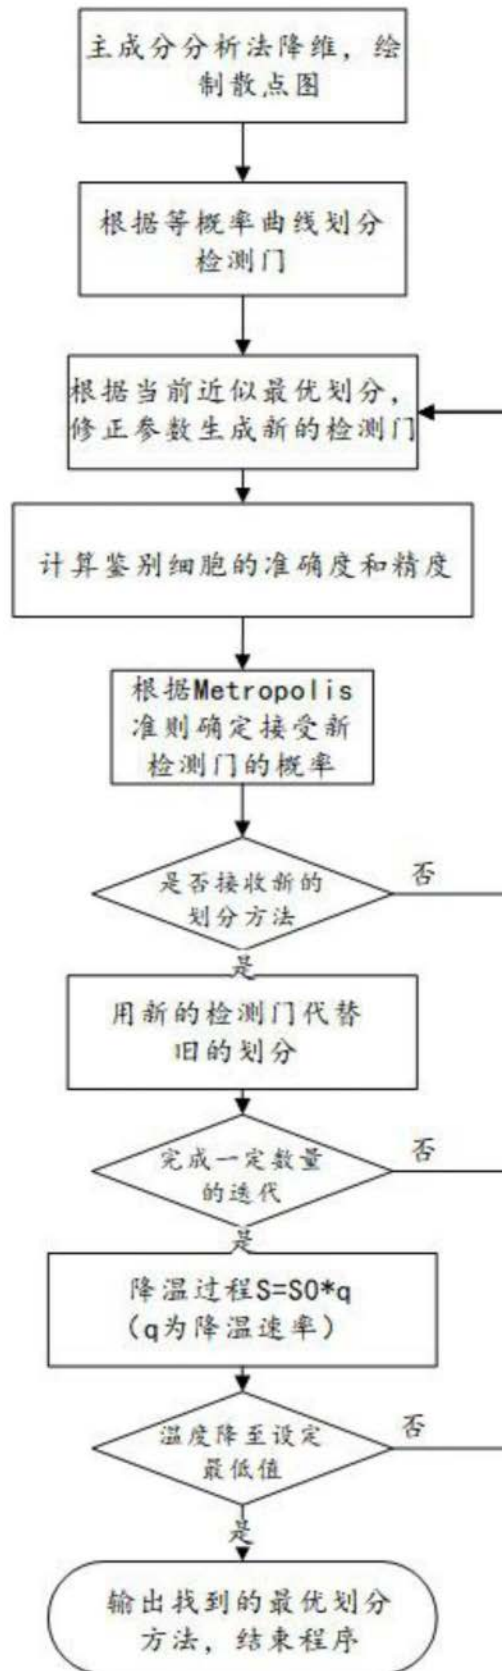 主成分分析法降维，绘
制散点图
根据等概率曲线划分
检测门
根据当前近似最优划分，
修正参数生成新的检测门
计算鉴别细胞的准确度和精度
根据Metropolis
准则确定接受新
检测门的概率
是否接收新的
划分方法
否
是
用新的检测门代替
旧的划分
完成一定数量
的迭代
否
是
降温过程S=S0*q
（q为降温速率）
温度降至设定
最低值
否
是
输出找到的最优划分
方法，结束程序